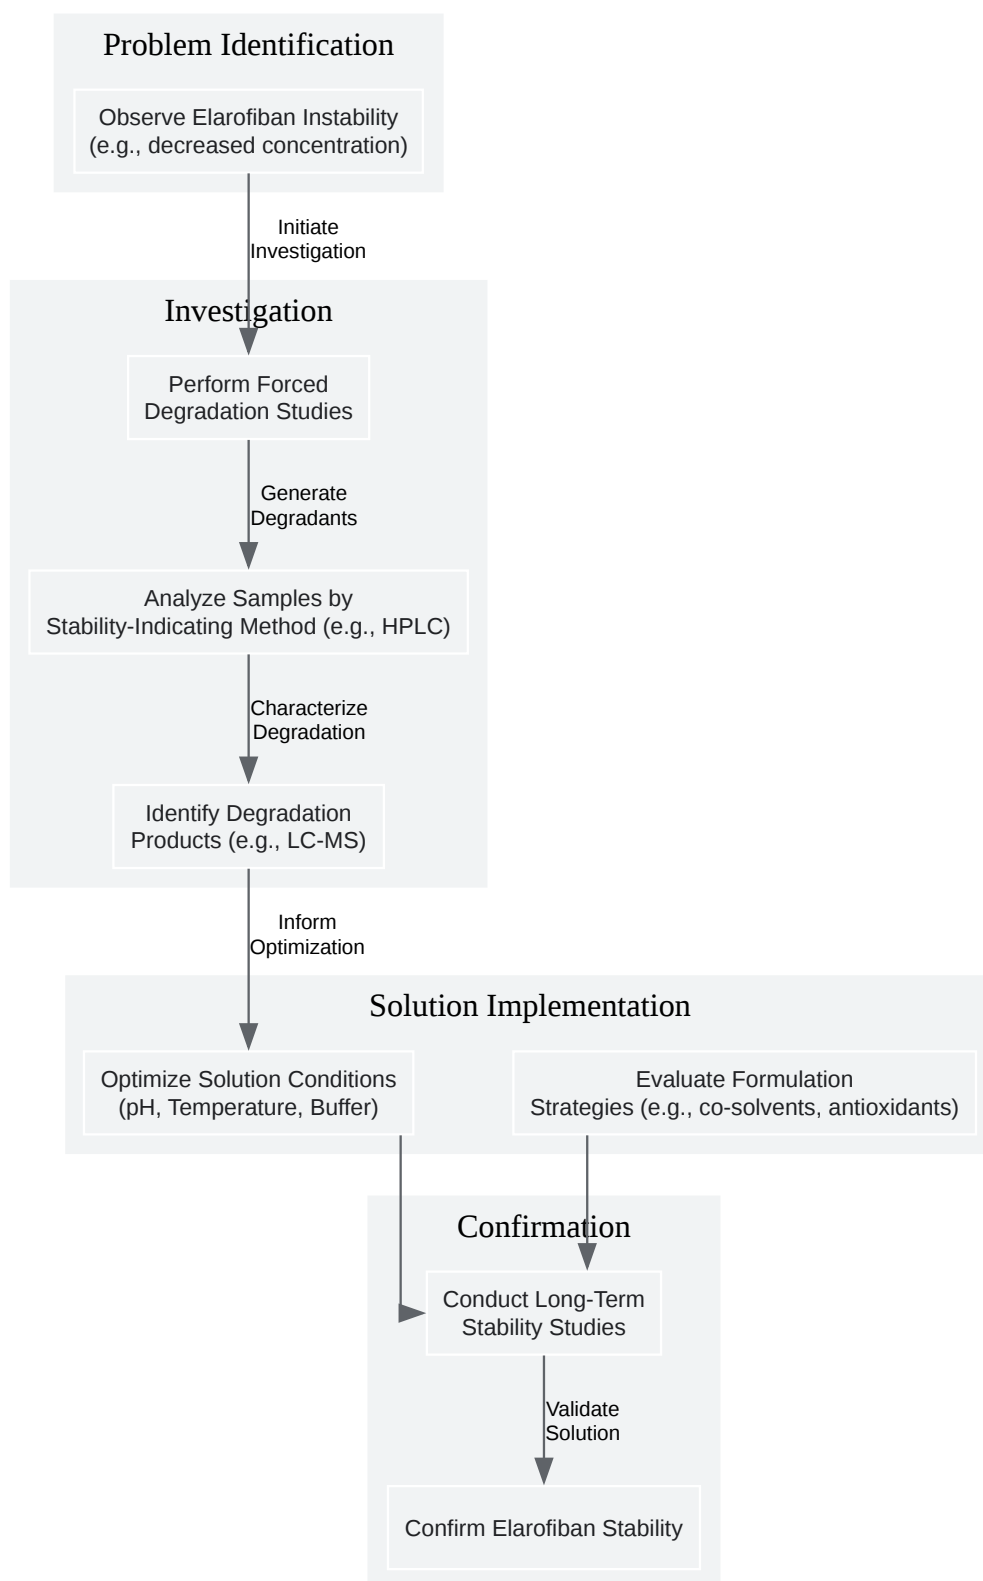 Problem Identification
Observe Elarofiban Instability
(e.g., decreased concentration)
Initiate
Investigation
Investigation
Perform Forced
Degradation Studies
Generate
Degradants
Analyze Samples by
Stability-Indicating Method (e.g., HPLC)
Characterize
Degradation
Identify Degradation
Products (e.g., LC-MS)
Inform
Optimization
Solution Implementation
Optimize Solution Conditions
(pH, Temperature, Buffer)
Evaluate Formulation
Strategies (e.g., co-solvents, antioxidants)
Confirmation
Conduct Long-Term
Stability Studies
Validate
Solution
Confirm Elarofiban Stability